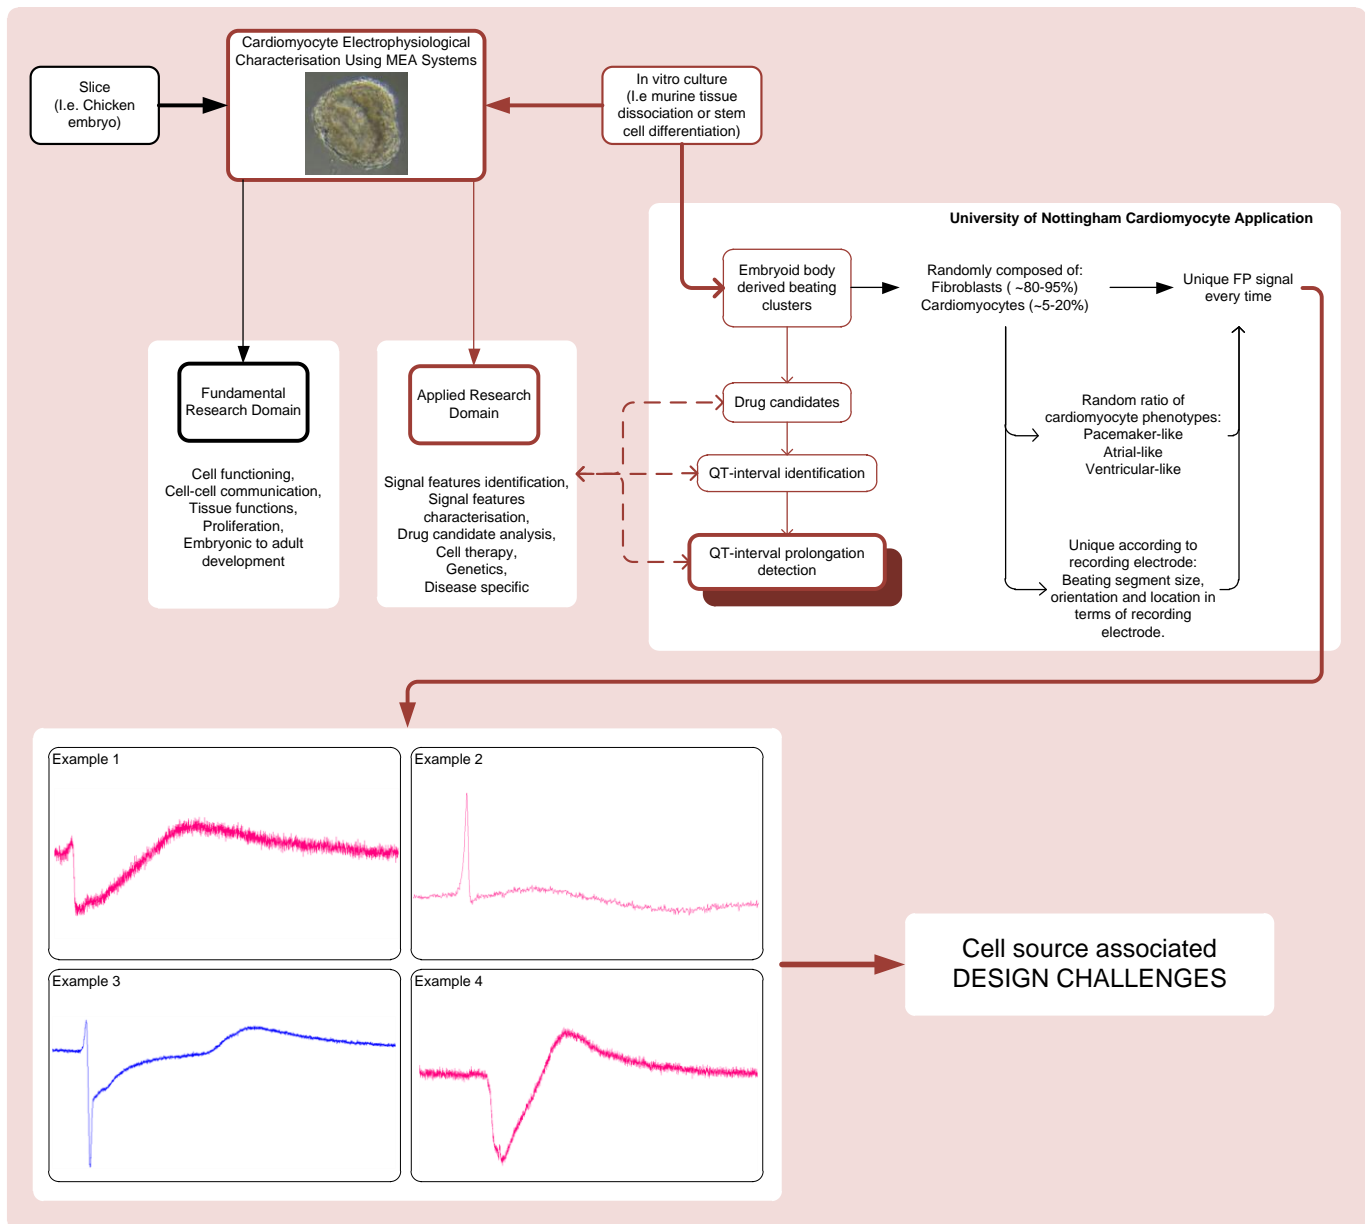 Cardiomyocyte Electrophysiological
Characterisation Using MEA Systems
Slice
(I.e. Chicken
embryo)
In vitro culture
(I.e murine tissue
dissociation or stem
cell differentiation)
University of Nottingham Cardiomyocyte Application
Embryoid body
derived beating
clusters
Randomly composed of:
Fibroblasts ( ~80-95%)
Cardiomyocytes (~5-20%)
Unique FP signal
every time
Fundamental
Research Domain
Cell functioning,
Cell-cell communication,
Tissue functions,
Proliferation,
Embryonic to adult
development
Applied Research
Domain
Signal features identification,
Signal features
characterisation,
Drug candidate analysis,
Cell therapy,
Genetics,
Disease specific
Drug candidates
QT-interval identification
QT-interval prolongation
detection
Random ratio of
cardiomyocyte phenotypes:
Pacemaker-like
Atrial-like
Ventricular-like
Unique according to
recording electrode:
Beating segment size,
orientation and location in
terms of recording
electrode.
Example 1
Example 2
Example 3
Example 4
Cell source associated
DESIGN CHALLENGES